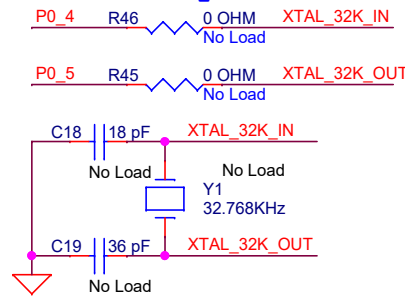 P0_4 R46 0 OHM XTAL_32K_IN
No Load
P0_5 R45 0 OHM XTAL_32K_OUT
No Load
C18 18 pF XTAL_32K_IN
No Load No Load
Y1
32.768KHz
C19 36 pF XTAL_32K_OUT
No Load